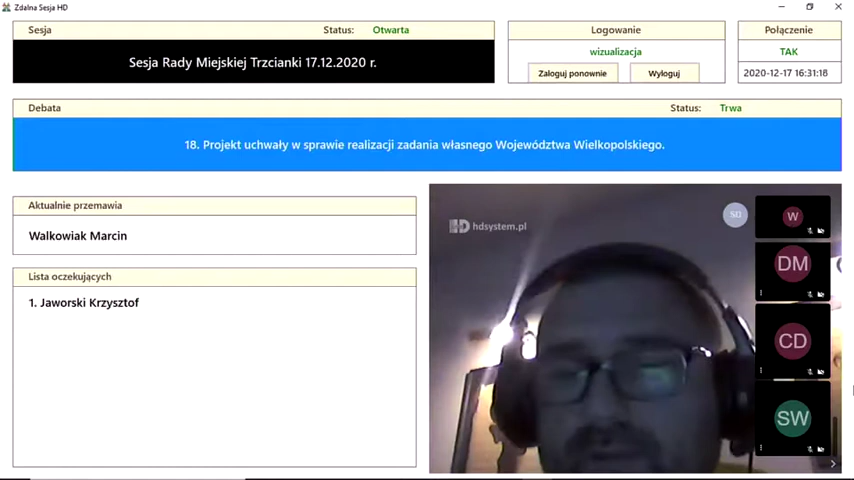 Zdalna Sesja HD
Sesja
Status: Otwarta
Sesja Rady Miejskiej Trzcianki 17.12.2020 r.
Logowanie
wizualizacja
Zaloguj ponownie
Wyloguj
Połączenie
TAK
2020-12-17 16:31:18
Debata
Status: Trwa
18. Projekt uchwały w sprawie realizacji zadania własnego Województwa Wielkopolskiego.
Aktualnie przemawia
Walkowiak Marcin
Lista oczekujących
1. Jaworski Krzysztof
HD hdsystem.pl
W
DM
CD
SW